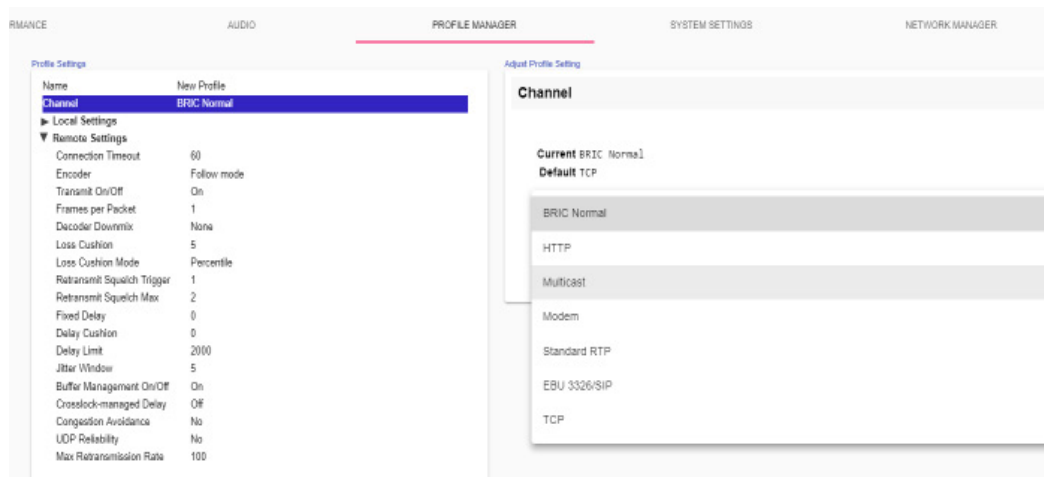 RMANCE AUDIO PROFILE MANAGER SYSTEM SETTINGS NETWORK MANAGER
Profile Settings
Name New Profile
Channel BRIC Normal
▶ Local Settings
▼ Remote Settings
Connection Timeout 60
Encoder Follow mode
Transmit On/Off On
Frames per Packet 1
Decoder Downmix None
Loss Cushion 5
Loss Cushion Mode Percentile
Retransmit Squelch Trigger 1
Retransmit Squelch Max 2
Fixed Delay 0
Delay Cushion 0
Delay Limit 2000
Jitter Window 5
Buffer Management On/Off On
Crosslock-managed Delay Off
Congestion Avoidance No
UDP Reliability No
Max Retransmission Rate 100
Adjust Profile Setting
Channel
Current BRIC Normal
Default TCP
BRIC Normal
HTTP
Multicast
Modem
Standard RTP
EBU 3326/SIP
TCP